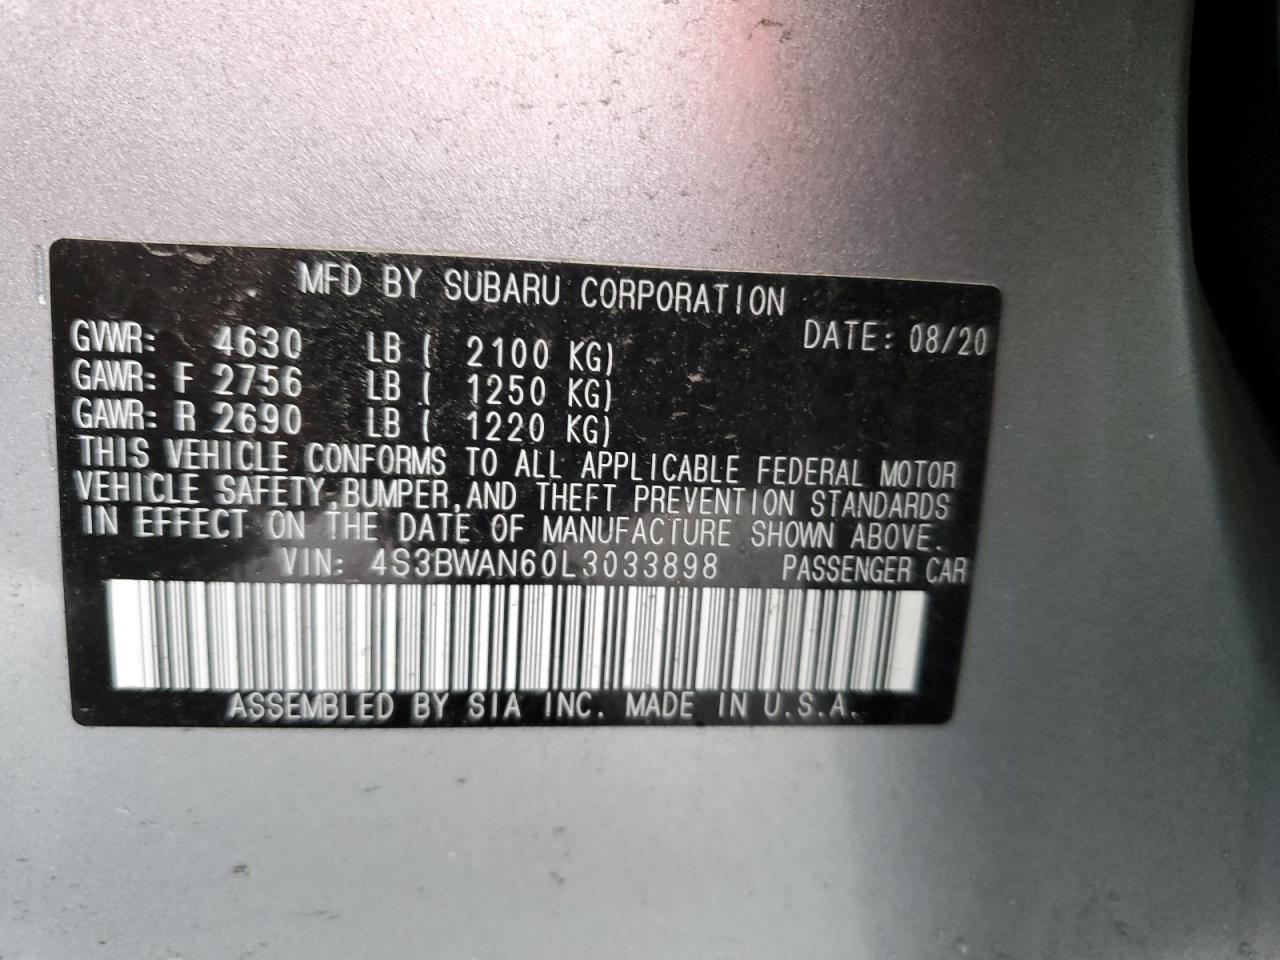 MFD BY SUBARU CORPORATION
GVWR: 4630 LB ( 2100 KG) DATE: 08/20
GAWR: F 2756 LB ( 1250 KG)
GAWR: R 2690 LB ( 1220 KG)
THIS VEHICLE CONFORMS TO ALL APPLICABLE FEDERAL MOTOR
VEHICLE SAFETY,BUMPER,AND THEFT PREVENTION STANDARDS
IN EFFECT ON THE DATE OF MANUFACTURE SHOWN ABOVE.
VIN: 4S3BWAN60L3033898 PASSENGER CAR
ASSEMBLED BY SIA INC. MADE IN U.S.A.